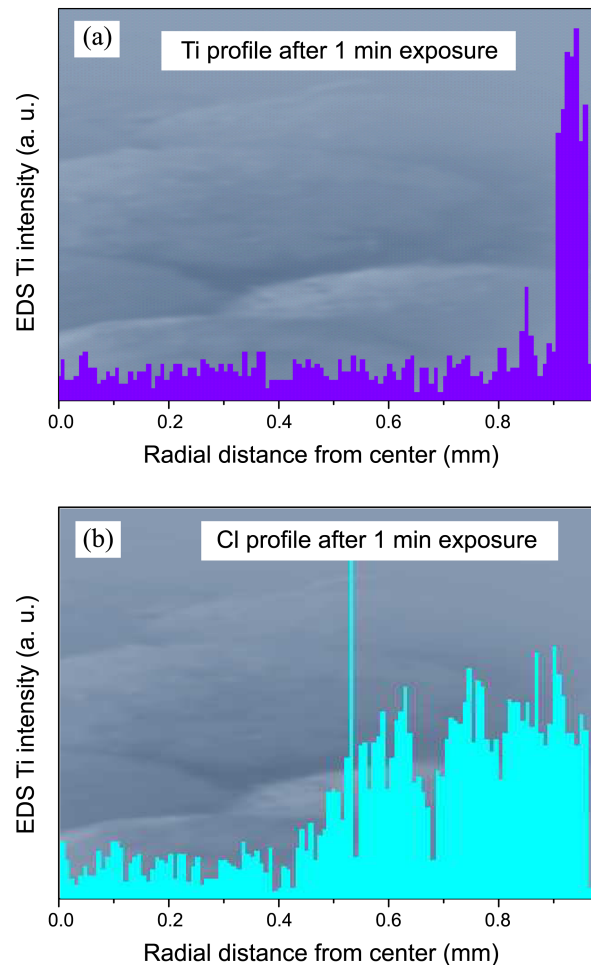 (a)
Ti profile after 1 min exposure
EDS Ti intensity (a. u.)
0.0 0.2 0.4 0.6 0.8
Radial distance from center (mm)
(b)
Cl profile after 1 min exposure
EDS Ti intensity (a. u.)
0.0 0.2 0.4 0.6 0.8
Radial distance from center (mm)